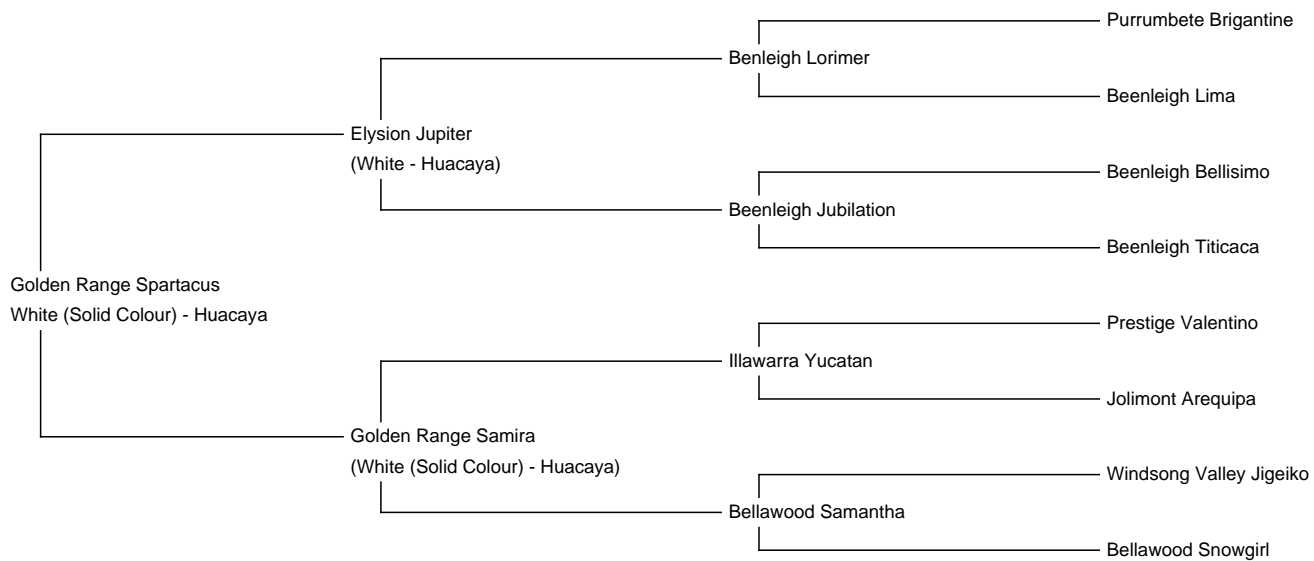 Purrumbete Brigantine
Benleigh Lorimer
Beenleigh Lima
Elysion Jupiter
(White - Huacaya)
Beenleigh Bellisimo
Beenleigh Jubilation
Beenleigh Titicaca
Golden Range Spartacus
White (Solid Colour) - Huacaya
Prestige Valentino
Illawarra Yucatan
Jolimont Arequipa
Golden Range Samira
(White (Solid Colour) - Huacaya)
Windsong Valley Jigeiko
Bellawood Samantha
Bellawood Snowgirl